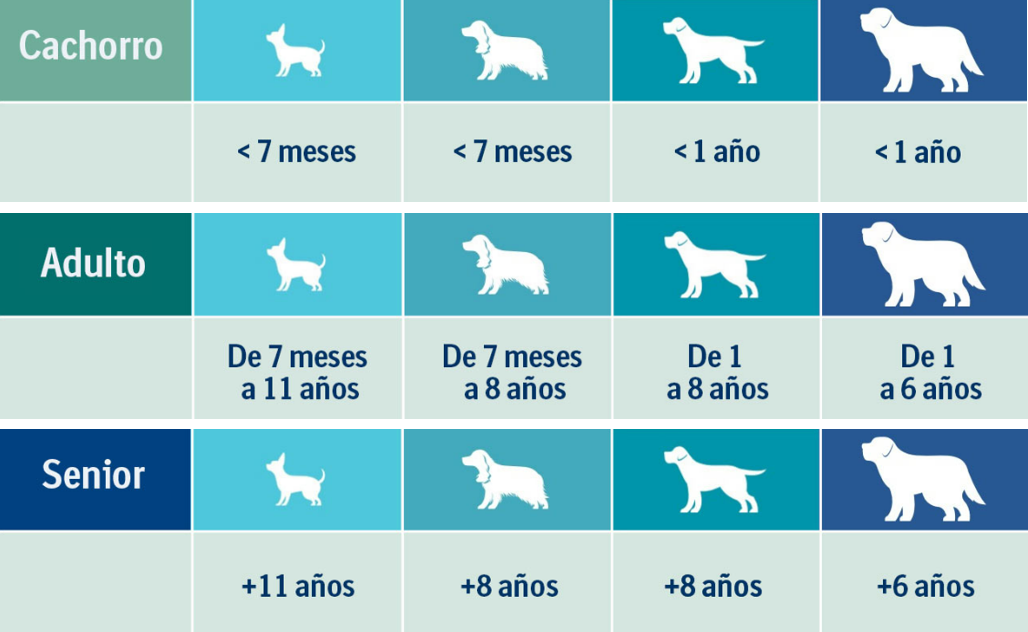 Cachorro
< 7 meses
< 7 meses
< 1 año
< 1 año
Adulto
De 7 meses
a 11 años
De 7 meses
a 8 años
De 1
a 8 años
De 1
a 6 años
Senior
+11 años
+8 años
+8 años
+6 años